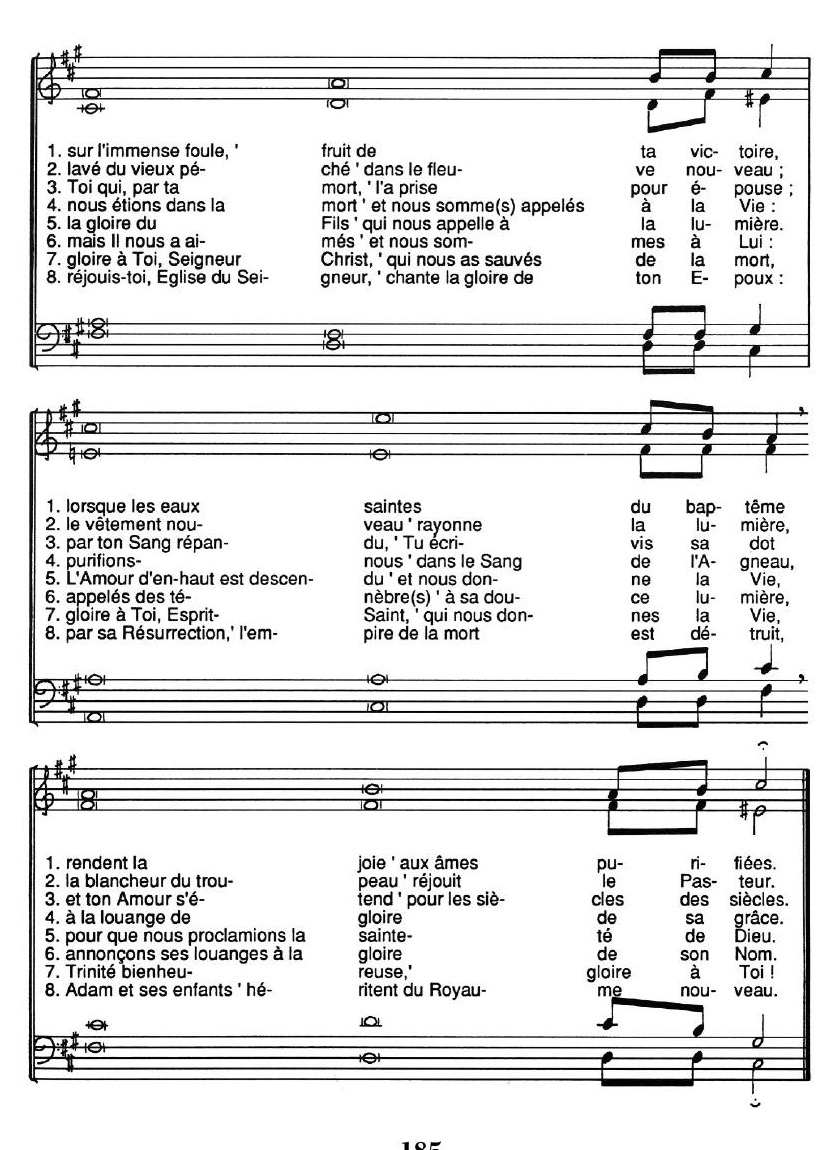 1. sur l'immense foule, ' fruit de ta vic- toire,
2. lavé du vieux pé- ché ' dans le fleu- ve nou- veau ;
3. Toi qui, par ta mort, ' l'a prise pour é- pouse ;
4. nous étions dans la mort ' et nous somme(s) appelés à la Vie :
5. la gloire du Fils ' qui nous appelle à la lu- mière.
6. mais Il nous a ai- més ' et nous som- mes à Lui :
7. gloire à Toi, Seigneur Christ, ' qui nous as sauvés de la mort,
8. réjouis-toi, Eglise du Sei- gneur, ' chante la gloire de ton E- poux :
1. lorsque les eaux saintes du bap- tême
2. le vêtement nou- veau ' rayonne la lu- mière,
3. par ton Sang répan- du, ' Tu écri- vis sa dot
4. purifions- nous ' dans le Sang de l'A- gneau,
5. L'Amour d'en-haut est descen- du ' et nous don- ne la Vie,
6. appelés des té- nèbre(s) ' à sa dou- ce lu- mière,
7. gloire à Toi, Esprit- Saint, ' qui nous don- nes la Vie,
8. par sa Résurrection,' l'em- pire de la mort est dé- truit,
1. rendent la joie ' aux âmes pu- ri- fiées.
2. la blancheur du trou- peau ' réjouit le Pas- teur.
3. et ton Amour s'é- tend ' pour les siè- cles des siècles.
4. à la louange de gloire de sa grâce.
5. pour que nous proclamions la sainte- té de Dieu.
6. annonçons ses louanges à la gloire de son Nom.
7. Trinité bienheu- reuse,' gloire à Toi !
8. Adam et ses enfants ' hé- ritent du Royau- me nou- veau.
185